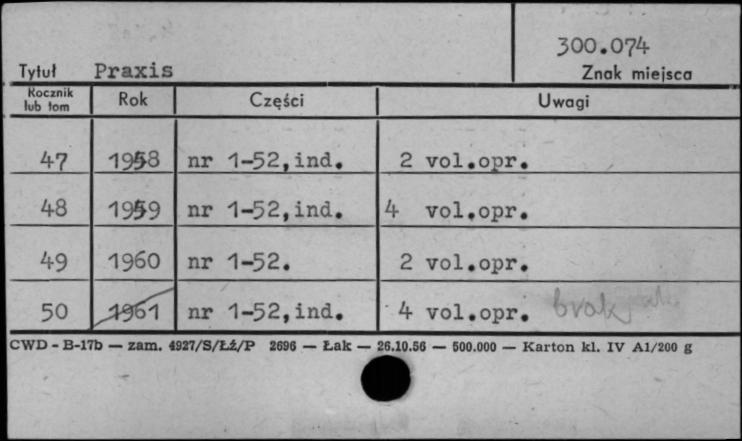 300.074
Tytuł Praxis Znak miejsca
Rocznik lub tom Rok Części Uwagi
47 1958 nr 1-52,ind. 2 vol.opr.
48 1959 nr 1-52,ind. 4 vol.opr.
49 1960 nr 1-52. 2 vol.opr.
50 1961 nr 1-52,ind. 4 vol.opr. brak
CWD - B-17b — zam. 4927/S/Łź/P 2696 — Łak — 26.10.56 — 500.000 — Karton kl. IV A1/200 g